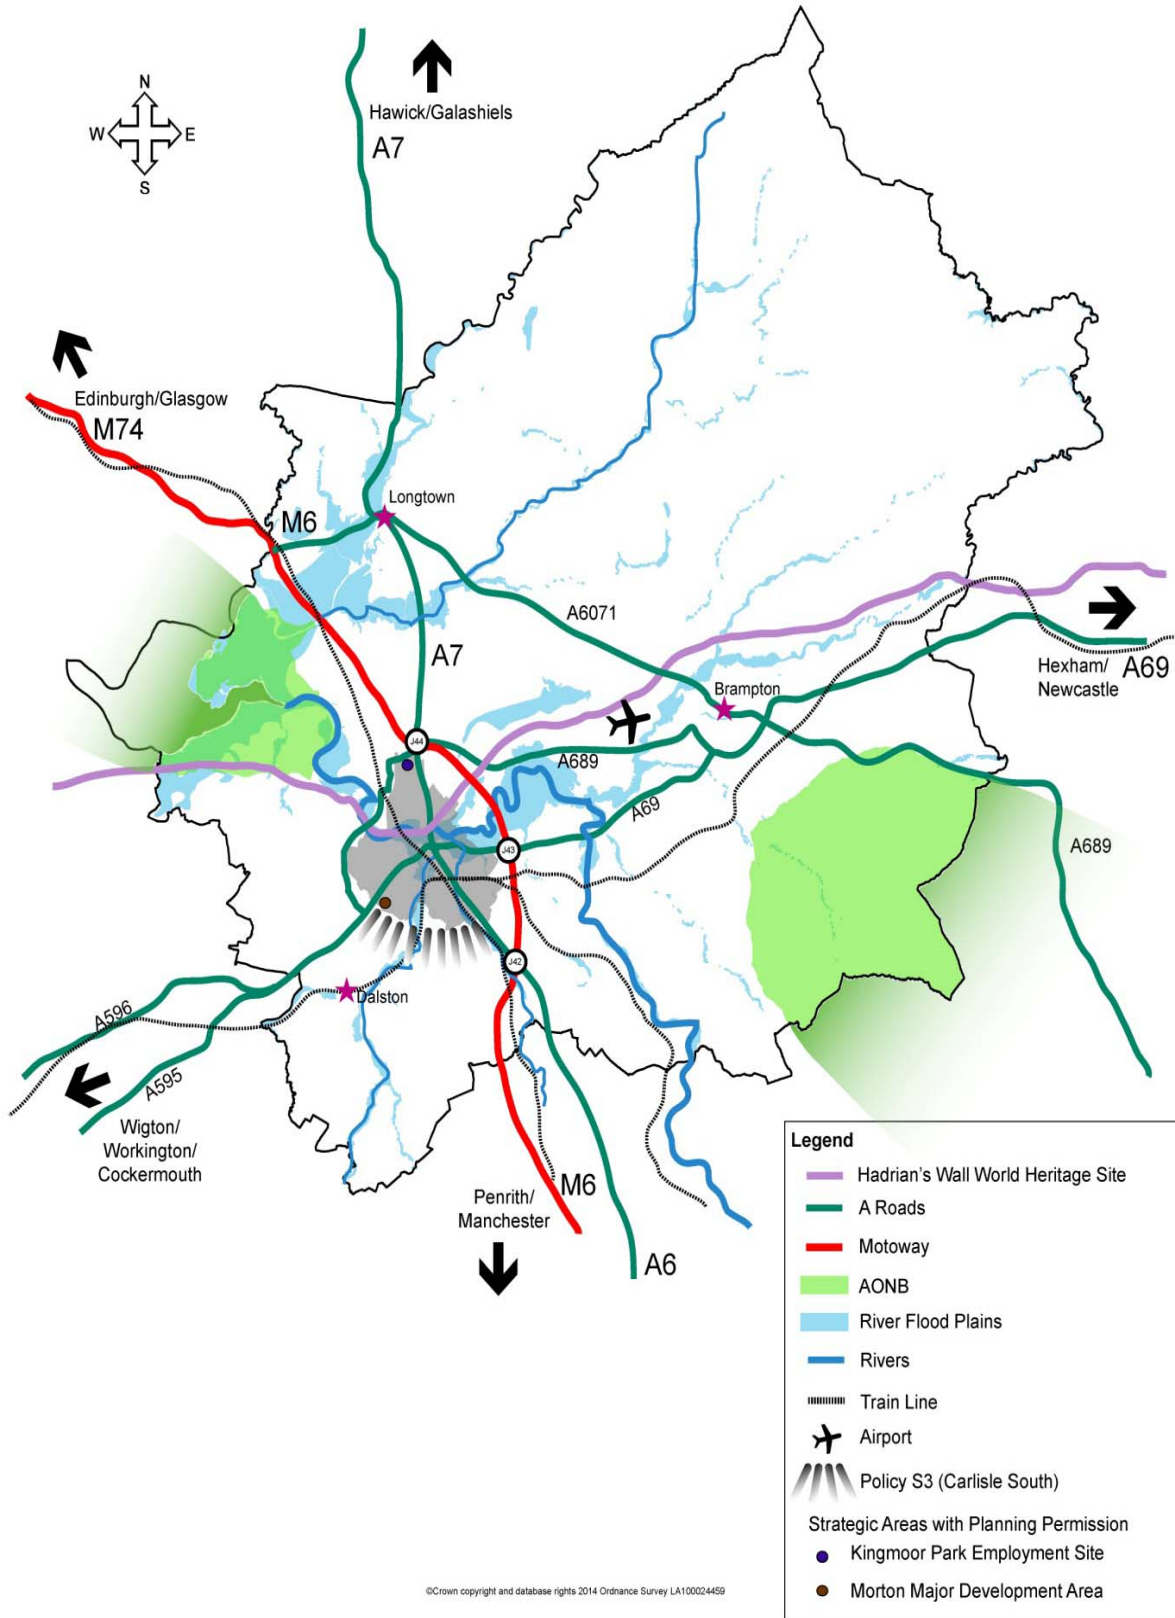 N
W
E
S
Hawick/Galashiels
A7
Edinburgh/Glasgow
M74
M6
Longtown
A6071
A7
Hexham/
Newcastle
A69
Brampton
J44
A689
A69
J43
A689
J42
Dalston
A596
A595
Wigton/
Workington/
Cockermouth
Penrith/
Manchester
M6
A6
Legend
Hadrian's Wall World Heritage Site
A Roads
Motoway
AONB
River Flood Plains
Rivers
Train Line
Airport
Policy S3 (Carlisle South)
Strategic Areas with Planning Permission
Kingmoor Park Employment Site
Morton Major Development Area
©Crown copyright and database rights 2014 Ordnance Survey LA100024459